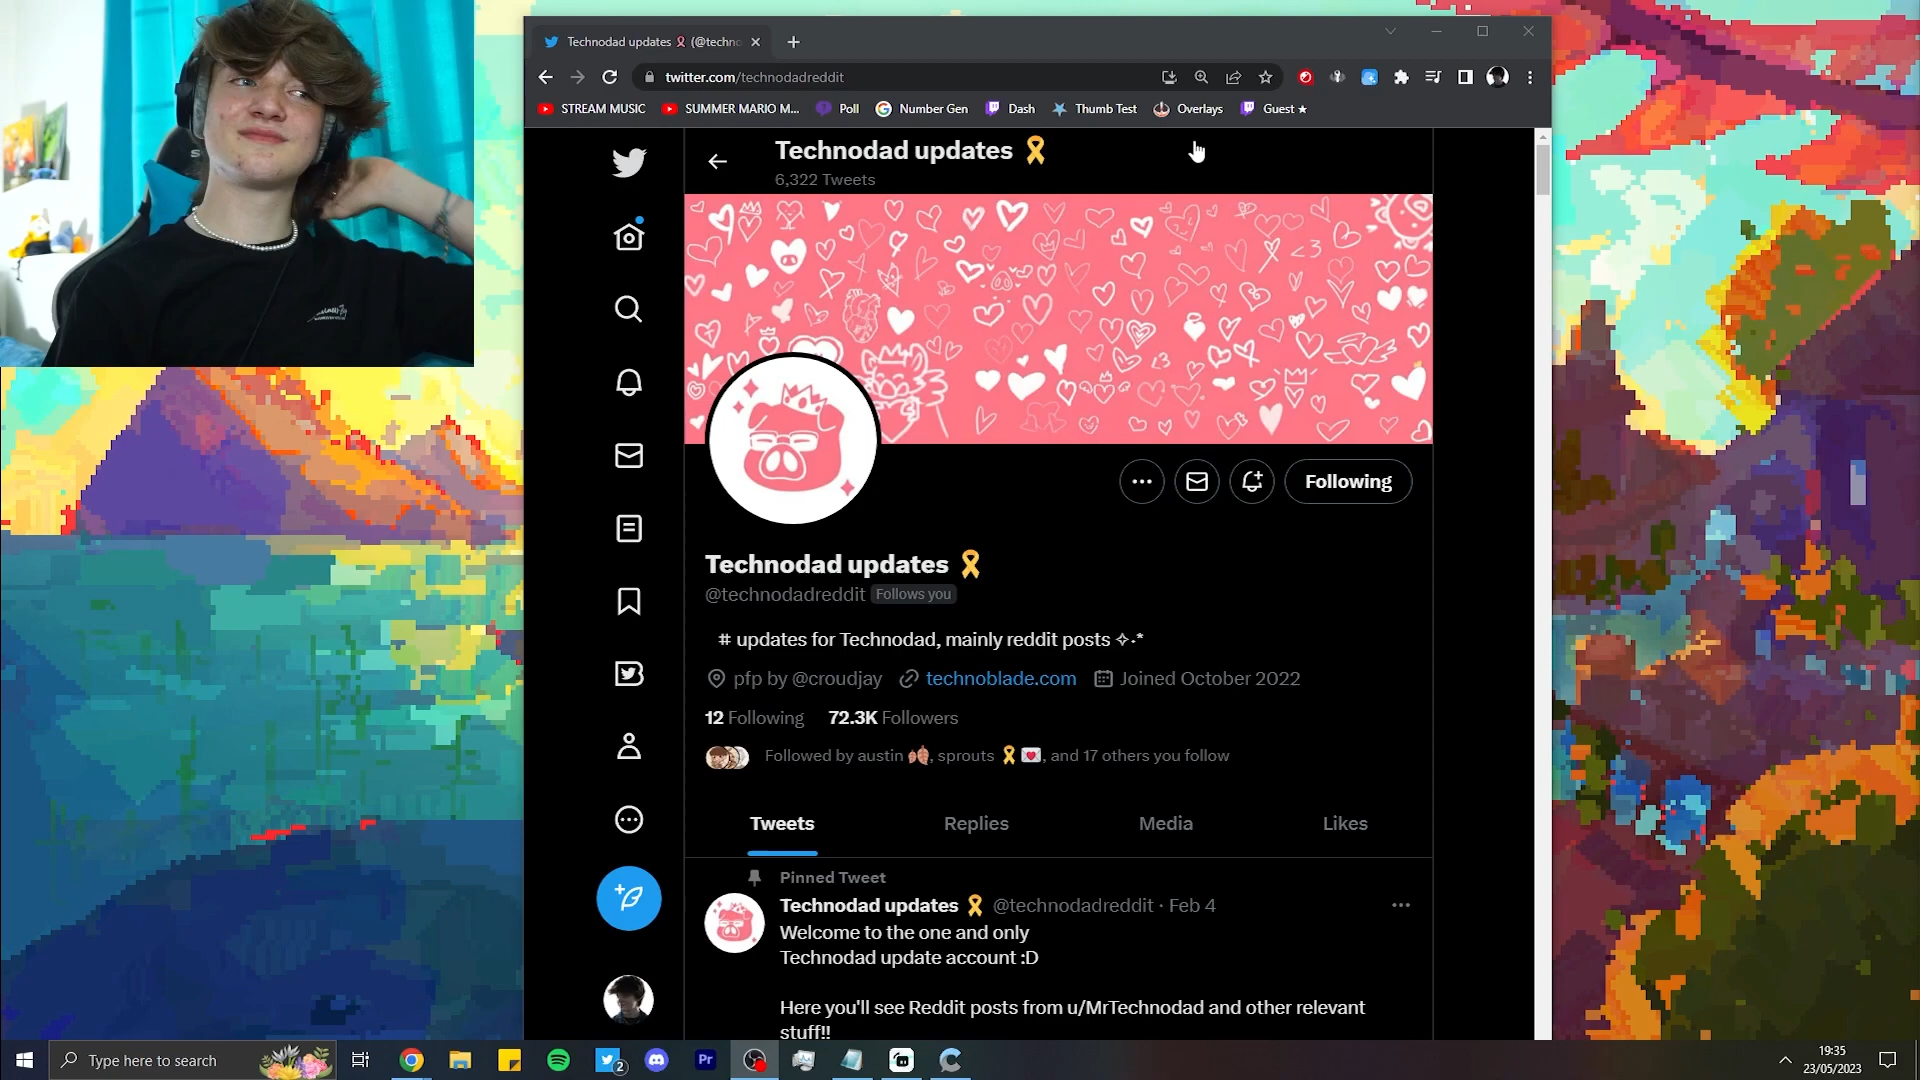 Technodad updates 🎗 (@techno
twitter.com/technodadreddit
STREAM MUSIC
SUMMER MARIO M...
Poll
Number Gen
Dash
Thumb Test
Overlays
Guest ★
Technodad updates 🎗
6,322 Tweets
<3
Following
Technodad updates 🎗
@technodadreddit Follows you
# updates for Technodad, mainly reddit posts ✧˖*
pfp by @croudjay technoblade.com Joined October 2022
12 Following 72.3K Followers
Followed by austin 🫁, sprouts 🎗💌, and 17 others you follow
Tweets Replies Media Likes
Pinned Tweet
Technodad updates 🎗 @technodadreddit · Feb 4
Welcome to the one and only
Technodad update account :D
Here you'll see Reddit posts from u/MrTechnodad and other relevant
stuff!!
Type here to search
2
Pr
19:35
23/05/2023